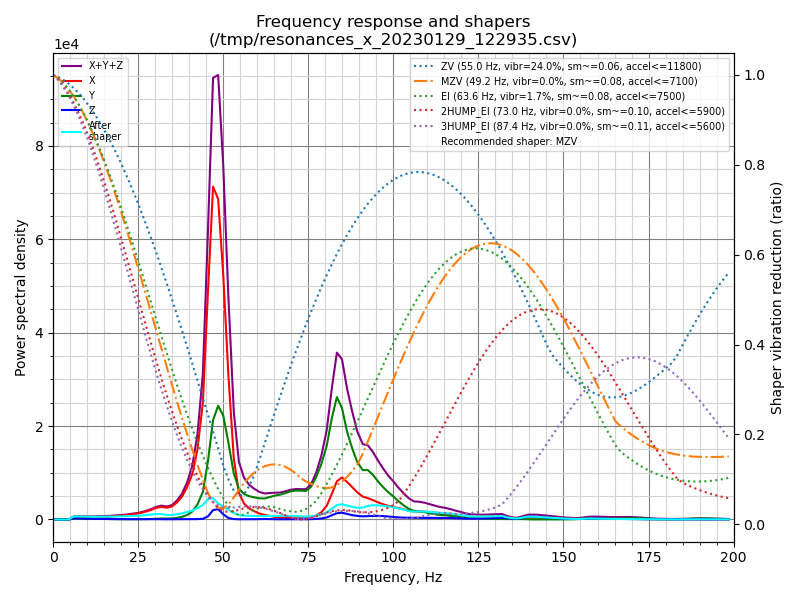 Frequency response and shapers
(/tmp/resonances_x_20230129_122935.csv)
1e4
X+Y+Z
X
Y
Z
After
shaper
ZV (55.0 Hz, vibr=24.0%, sm~=0.06, accel<=11800)
MZV (49.2 Hz, vibr=0.0%, sm~=0.08, accel<=7100)
EI (63.6 Hz, vibr=1.7%, sm~=0.08, accel<=7500)
2HUMP_EI (73.0 Hz, vibr=0.0%, sm~=0.10, accel<=5900)
3HUMP_EI (87.4 Hz, vibr=0.0%, sm~=0.11, accel<=5600)
Recommended shaper: MZV
Power spectral density
8
6
4
2
0
1.0
0.8
0.6
0.4
0.2
0.0
Shaper vibration reduction (ratio)
0 25 50 75 100 125 150 175 200
Frequency, Hz